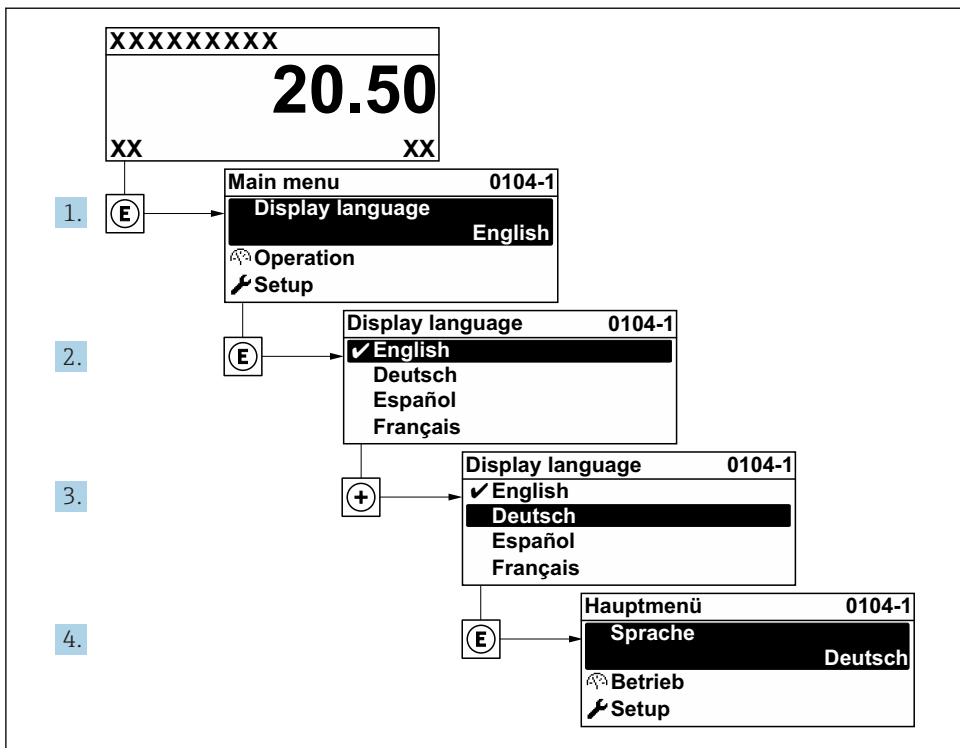 XXXXXXXXX
20.50
XX XX
1. E
Main menu 0104-1
Display language
English
Operation
Setup
2. E
Display language 0104-1
✔English
Deutsch
Español
Français
3. +
Display language 0104-1
✔English
Deutsch
Español
Français
4. E
Hauptmenü 0104-1
Sprache
Deutsch
Betrieb
Setup